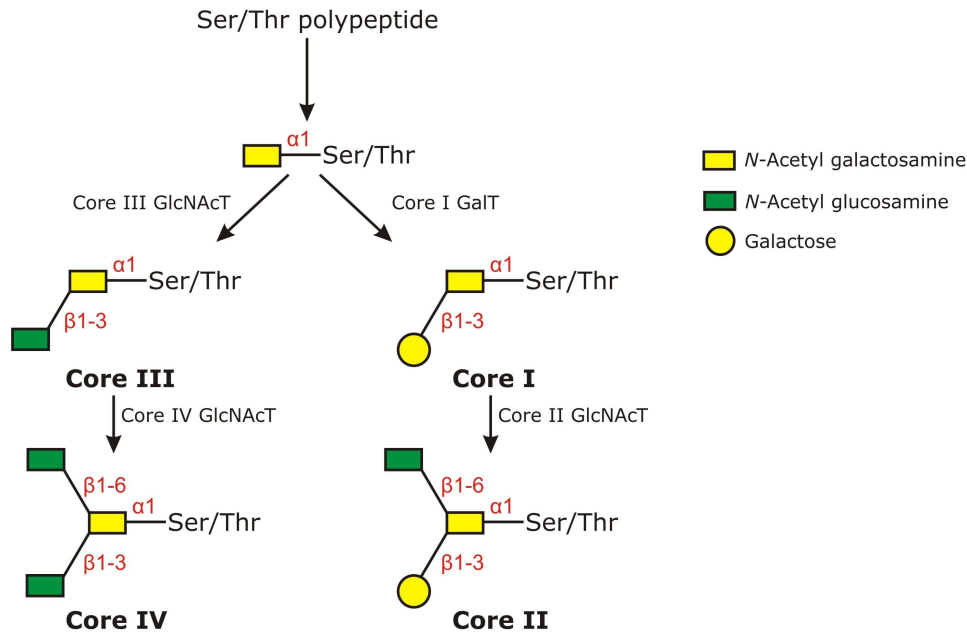 Ser/Thr polypeptide
α1
Ser/Thr
N-Acetyl galactosamine
N-Acetyl glucosamine
Galactose
Core III GlcNAcT
Core I GalT
α1
Ser/Thr
β1-3
Core III
α1
Ser/Thr
β1-3
Core I
Core IV GlcNAcT
Core II GlcNAcT
β1-6
α1
Ser/Thr
β1-3
Core IV
β1-6
α1
Ser/Thr
β1-3
Core II